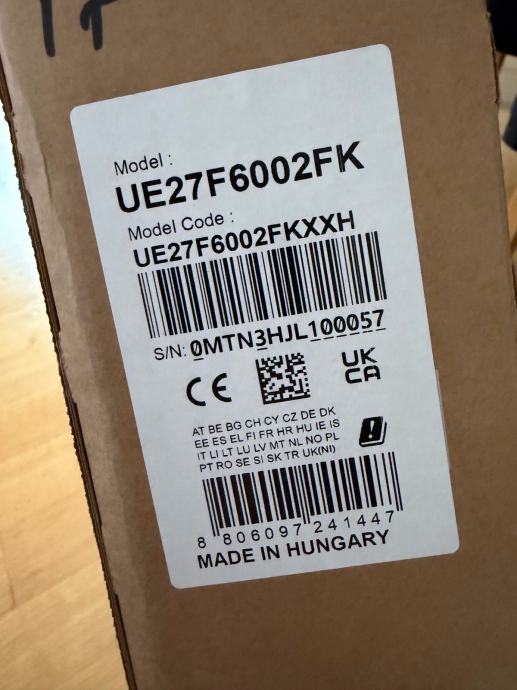 Model :
UE27F6002FK
Model Code :
UE27F6002FKXXH
S/N: 0MTN3HJL100057
CE
UK
CA
AT BE BG CH CY CZ DE DK
EE ES EL FI FR HR HU IE IS
IT LI LT LU LV MT NL NO PL
PT RO SE SI SK TR UK(NI)
8 806097 241447
MADE IN HUNGARY